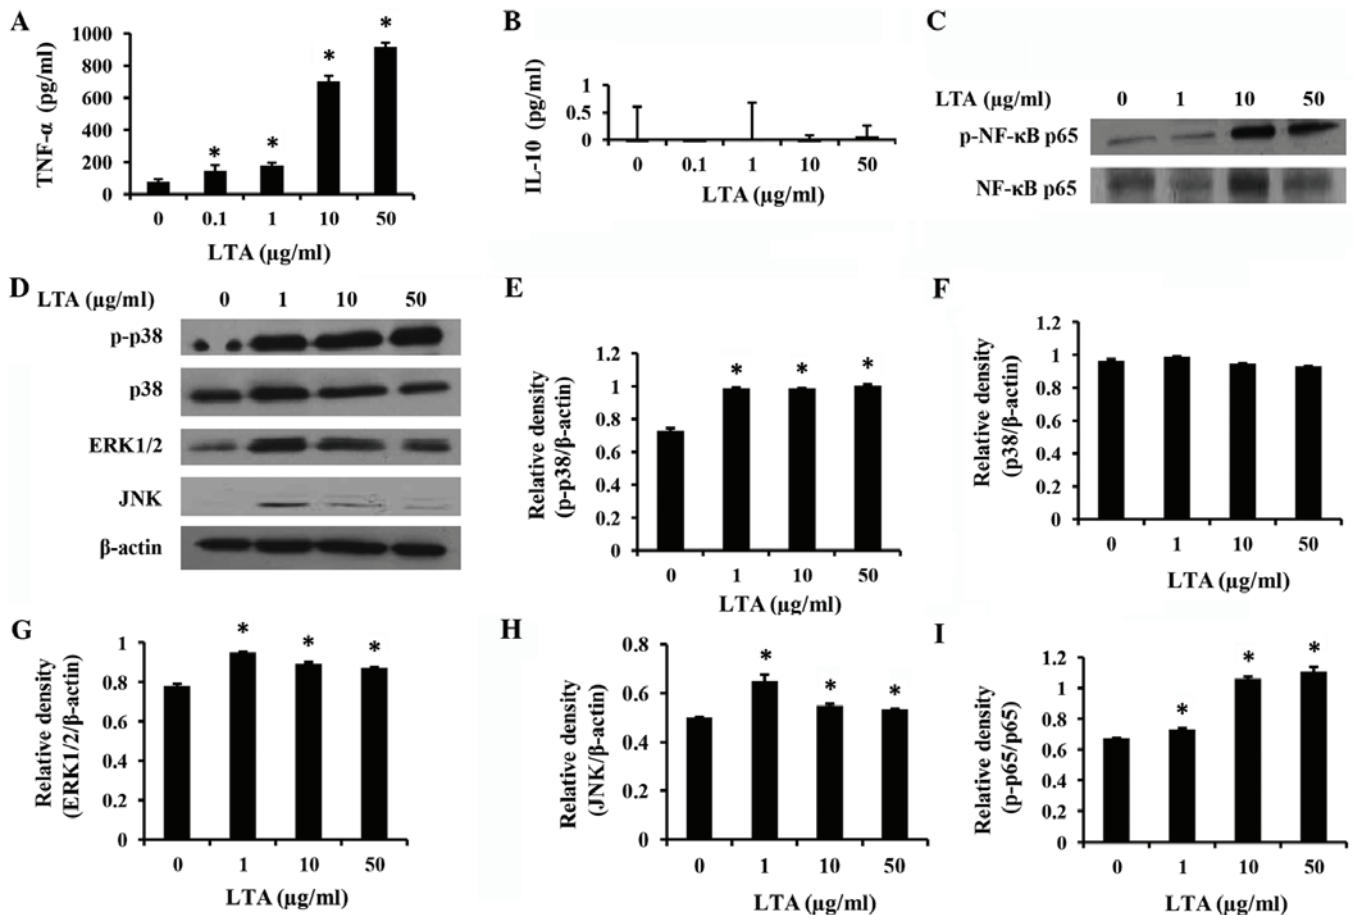 A
TNF-α (pg/ml)
1000
800
600
400
200
0
* * * *
0 0.1 1 10 50
LTA (μg/ml)
B
IL-10 (pg/ml)
1
0.5
0
0 0.1 1 10 50
LTA (μg/ml)
C
LTA (μg/ml) 0 1 10 50
p-NF-κB p65
NF-κB p65
D
LTA (μg/ml) 0 1 10 50
p-p38
p38
ERK1/2
JNK
β-actin
E
Relative density
(p-p38/β-actin)
1.2
1
0.8
0.6
0.4
0.2
0
* * *
0 1 10 50
LTA (μg/ml)
F
Relative density
(p38/β-actin)
1.2
1
0.8
0.6
0.4
0.2
0
0 1 10 50
LTA (μg/ml)
G
Relative density
(ERK1/2/β-actin)
1
0.8
0.6
0.4
0.2
0
* * *
0 1 10 50
LTA (μg/ml)
H
Relative density
(JNK/β-actin)
0.8
0.6
0.4
0.2
0
* * *
0 1 10 50
LTA (μg/ml)
I
Relative density
(p-p65/p65)
1.2
1
0.8
0.6
0.4
0.2
0
* * *
0 1 10 50
LTA (μg/ml)